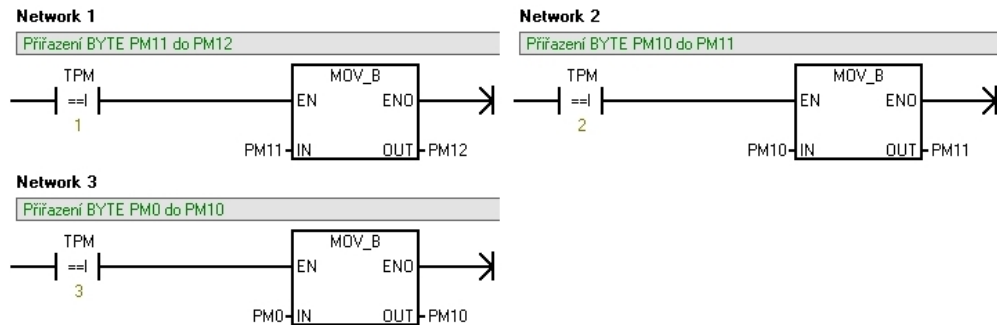 Network 1
Přiřazení BYTE PM11 do PM12
TPM
==I
1
MOV_B
EN ENO
PM11 IN OUT PM12
Network 2
Přiřazení BYTE PM10 do PM11
TPM
==I
2
MOV_B
EN ENO
PM10 IN OUT PM11
Network 3
Přiřazení BYTE PM0 do PM10
TPM
==I
3
MOV_B
EN ENO
PM0 IN OUT PM10